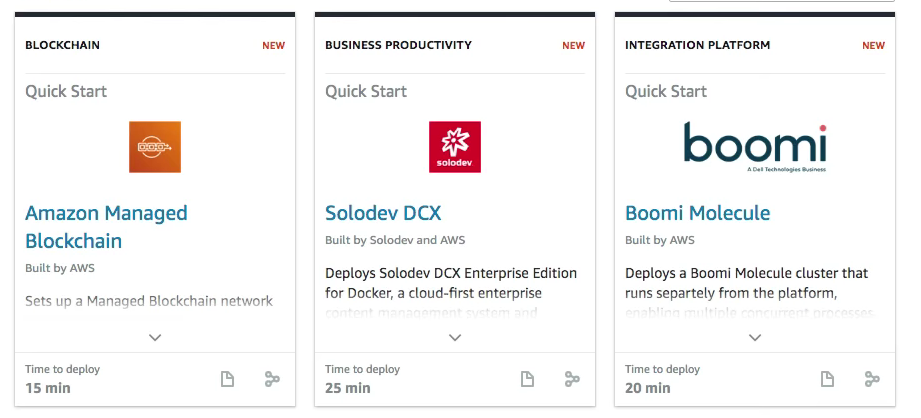 BLOCKCHAIN NEW
Quick Start
Amazon Managed
Blockchain
Built by AWS
Sets up a Managed Blockchain network
Time to deploy
15 min
BUSINESS PRODUCTIVITY NEW
Quick Start
solodev
Solodev DCX
Built by Solodev and AWS
Deploys Solodev DCX Enterprise Edition
for Docker, a cloud-first enterprise
content management system and
Time to deploy
25 min
INTEGRATION PLATFORM NEW
Quick Start
boomi
A Dell Technologies Business
Boomi Molecule
Built by AWS
Deploys a Boomi Molecule cluster that
runs separtely from the platform,
enabling multiple concurrent processes.
Time to deploy
20 min